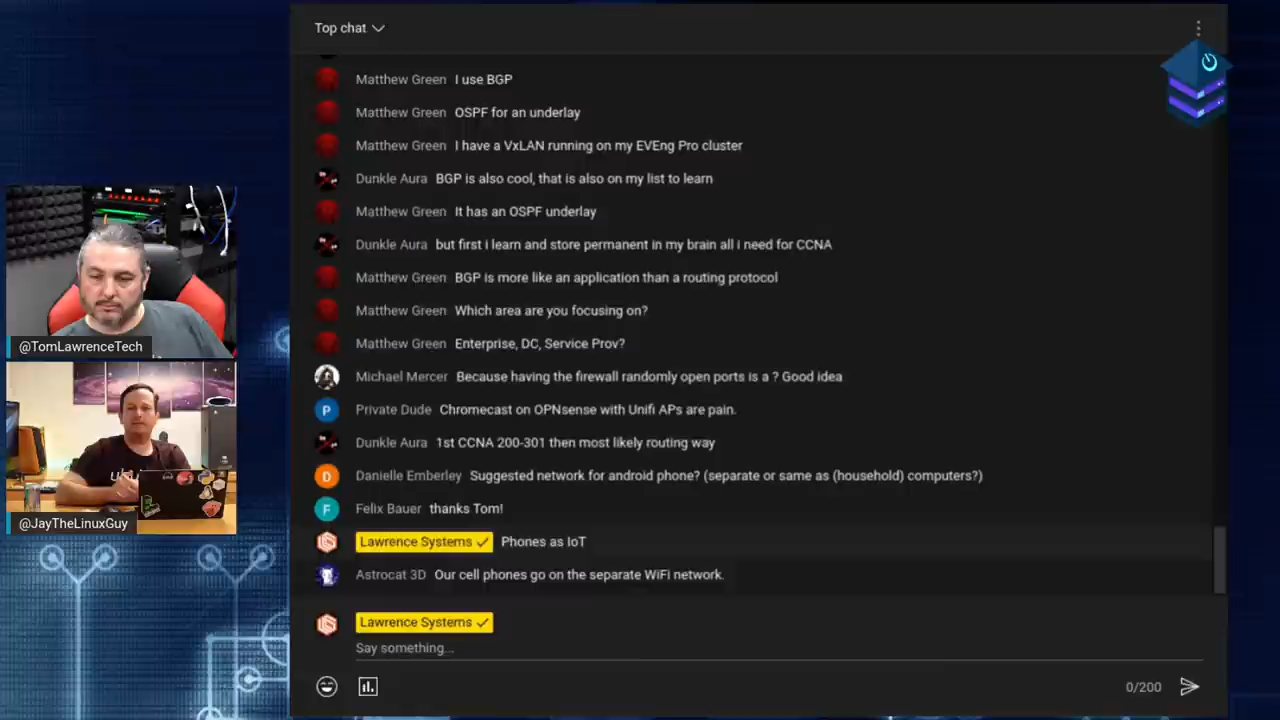 Top chat
Matthew Green I use BGP
Matthew Green OSPF for an underlay
Matthew Green I have a VxLAN running on my EVEng Pro cluster
Dunkle Aura BGP is also cool, that is also on my list to learn
Matthew Green It has an OSPF underlay
Dunkle Aura but first i learn and store permanent in my brain all i need for CCNA
Matthew Green BGP is more like an application than a routing protocol
Matthew Green Which area are you focusing on?
Matthew Green Enterprise, DC, Service Prov?
Michael Mercer Because having the firewall randomly open ports is a ? Good idea
P Private Dude Chromecast on OPNsense with Unifi APs are pain.
Dunkle Aura 1st CCNA 200-301 then most likely routing way
D Danielle Emberley Suggested network for android phone? (separate or same as (household) computers?)
F Felix Bauer thanks Tom!
Lawrence Systems Phones as IoT
Astrocat 3D Our cell phones go on the separate WiFi network.
Lawrence Systems
Say something...
0/200
@TomLawrenceTech
@JayTheLinuxGuy